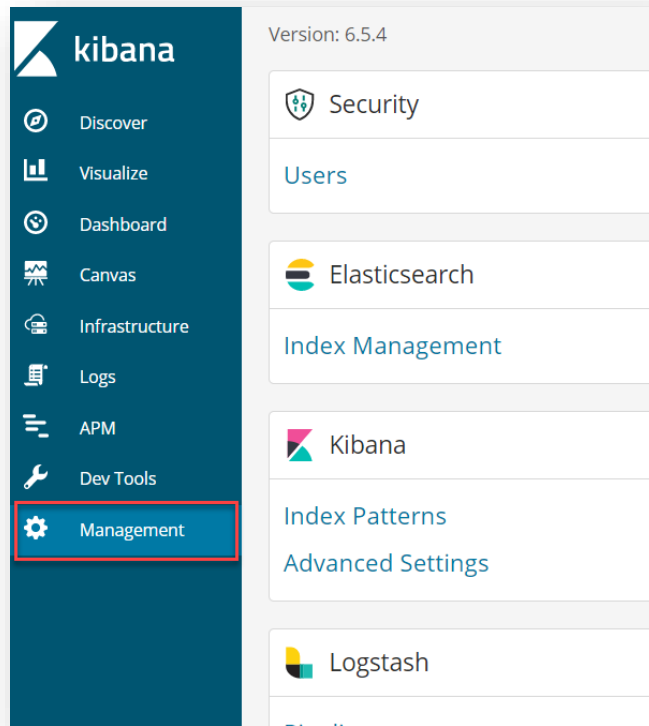 kibana
Discover
Visualize
Dashboard
Canvas
Infrastructure
Logs
APM
Dev Tools
Management
Version: 6.5.4
Security
Users
Elasticsearch
Index Management
Kibana
Index Patterns
Advanced Settings
Logstash